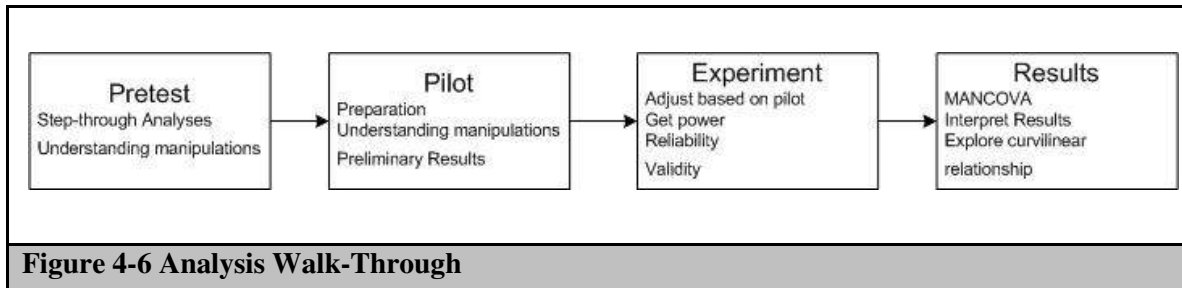 Pretest
Step-through Analyses
Understanding manipulations
Pilot
Preparation
Understanding manipulations
Preliminary Results
Experiment
Adjust based on pilot
Get power
Reliability
Validity
Results
MANCOVA
Interpret Results
Explore curvilinear
relationship
Figure 4-6 Analysis Walk-Through